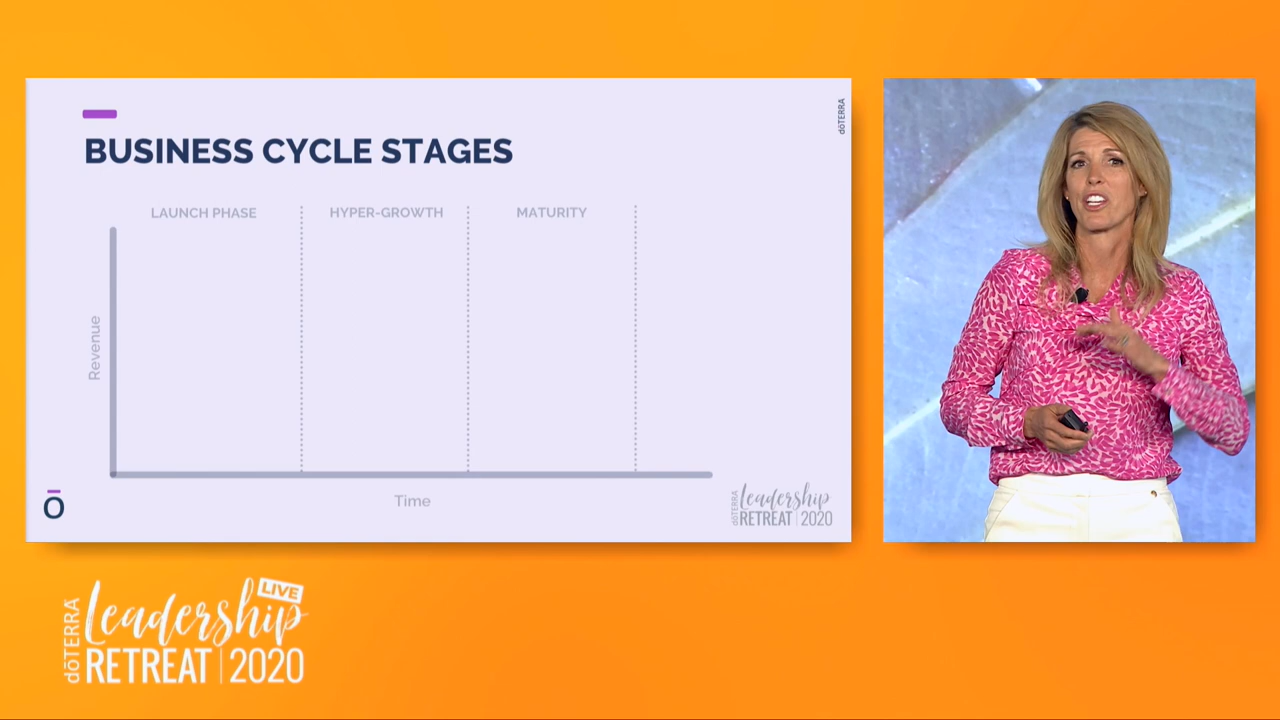 dōTERRA
BUSINESS CYCLE STAGES
LAUNCH PHASE
HYPER-GROWTH
MATURITY
Revenue
Time
Ō
dōTERRA
Leadership
RETREAT | 2020
LIVE
dōTERRA
Leadership
RETREAT | 2020